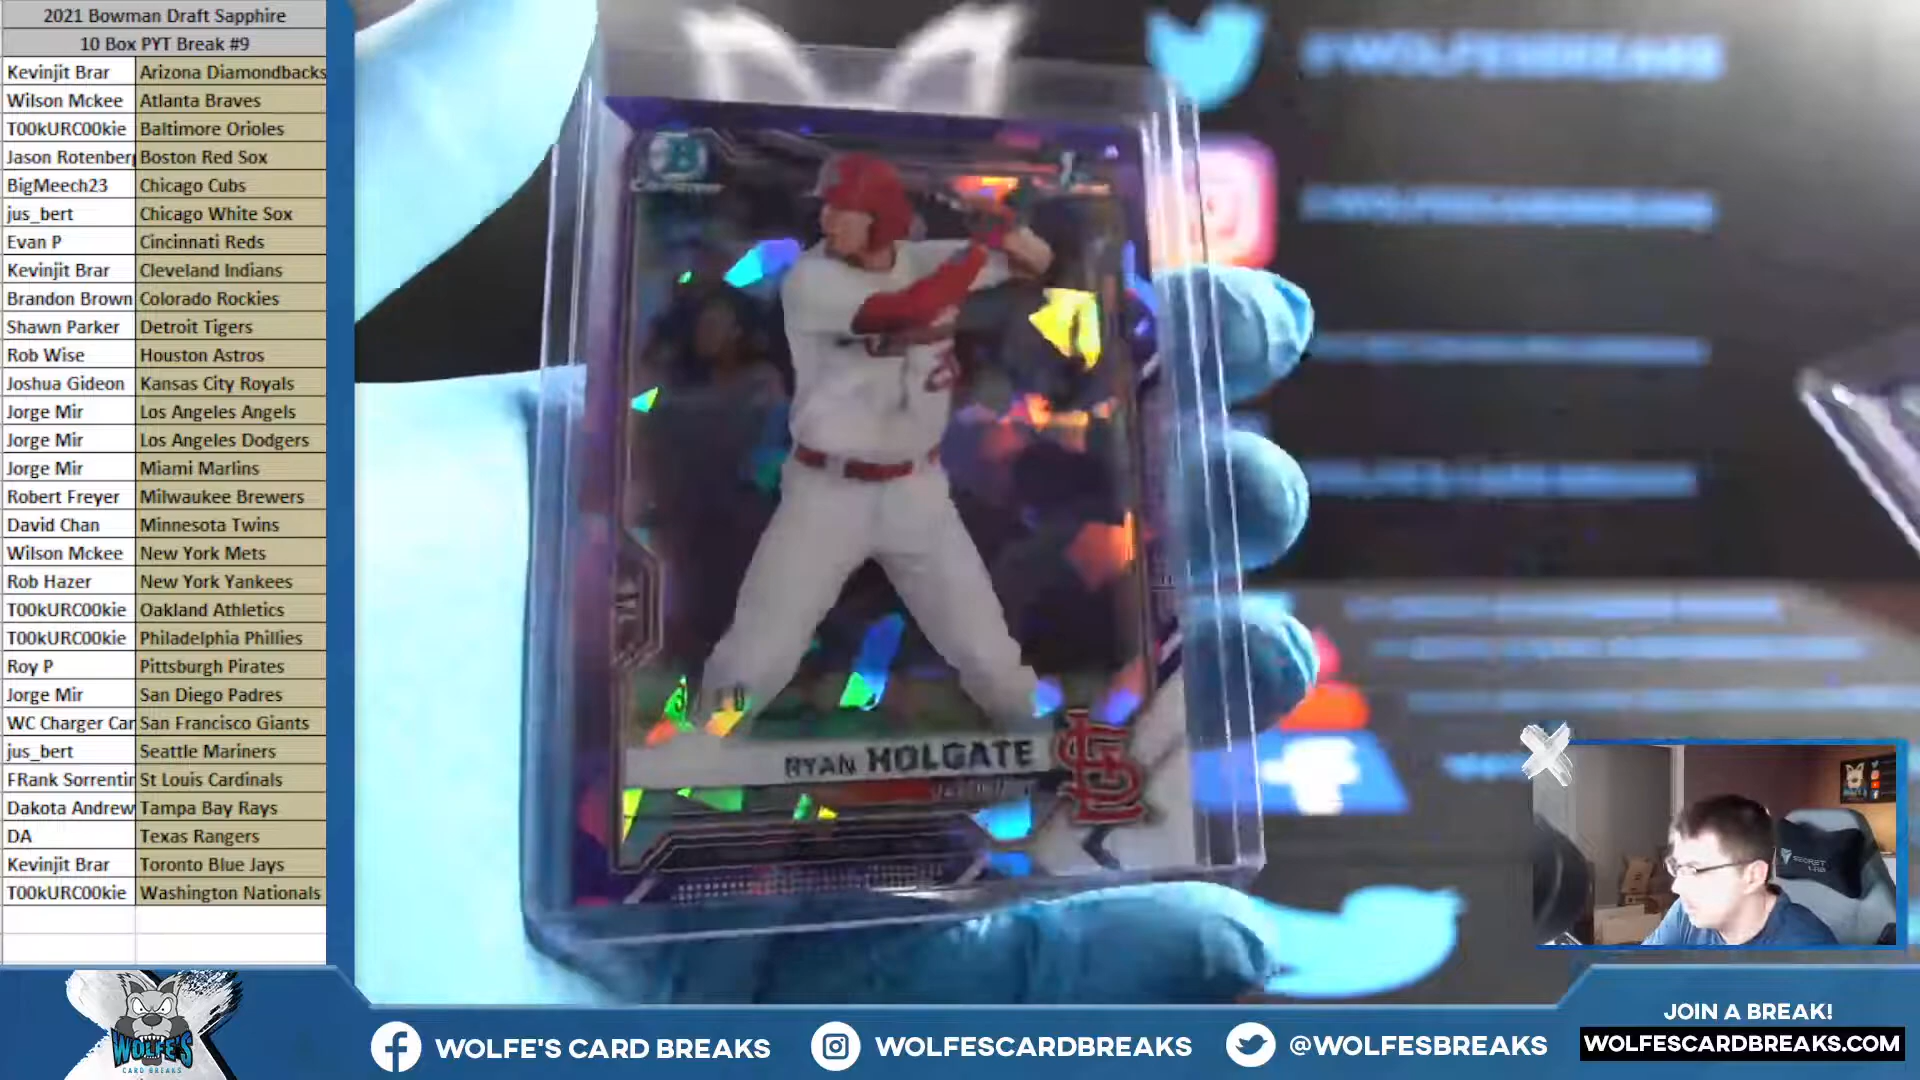 2021 Bowman Draft Sapphire
10 Box PYT Break #9
Kevinjit Brar Arizona Diamondbacks
Wilson Mckee Atlanta Braves
T00kURC00kie Baltimore Orioles
Jason Rotenberg Boston Red Sox
BigMeech23 Chicago Cubs
jus_bert Chicago White Sox
Evan P Cincinnati Reds
Kevinjit Brar Cleveland Indians
Brandon Brown Colorado Rockies
Shawn Parker Detroit Tigers
Rob Wise Houston Astros
Joshua Gideon Kansas City Royals
Jorge Mir Los Angeles Angels
Jorge Mir Los Angeles Dodgers
Jorge Mir Miami Marlins
Robert Freyer Milwaukee Brewers
David Chan Minnesota Twins
Wilson Mckee New York Mets
Rob Hazer New York Yankees
T00kURC00kie Oakland Athletics
T00kURC00kie Philadelphia Phillies
Roy P Pittsburgh Pirates
Jorge Mir San Diego Padres
WC Charger Car San Francisco Giants
jus_bert Seattle Mariners
FRank Sorrentin St Louis Cardinals
Dakota Andrew Tampa Bay Rays
DA Texas Rangers
Kevinjit Brar Toronto Blue Jays
T00kURC00kie Washington Nationals
RYAN HOLGATE
SECRET LAB
WOLFE'S
CARD BREAKS
WOLFE'S CARD BREAKS
WOLFESCARDBREAKS
@WOLFESBREAKS
JOIN A BREAK!
WOLFESCARDBREAKS.COM